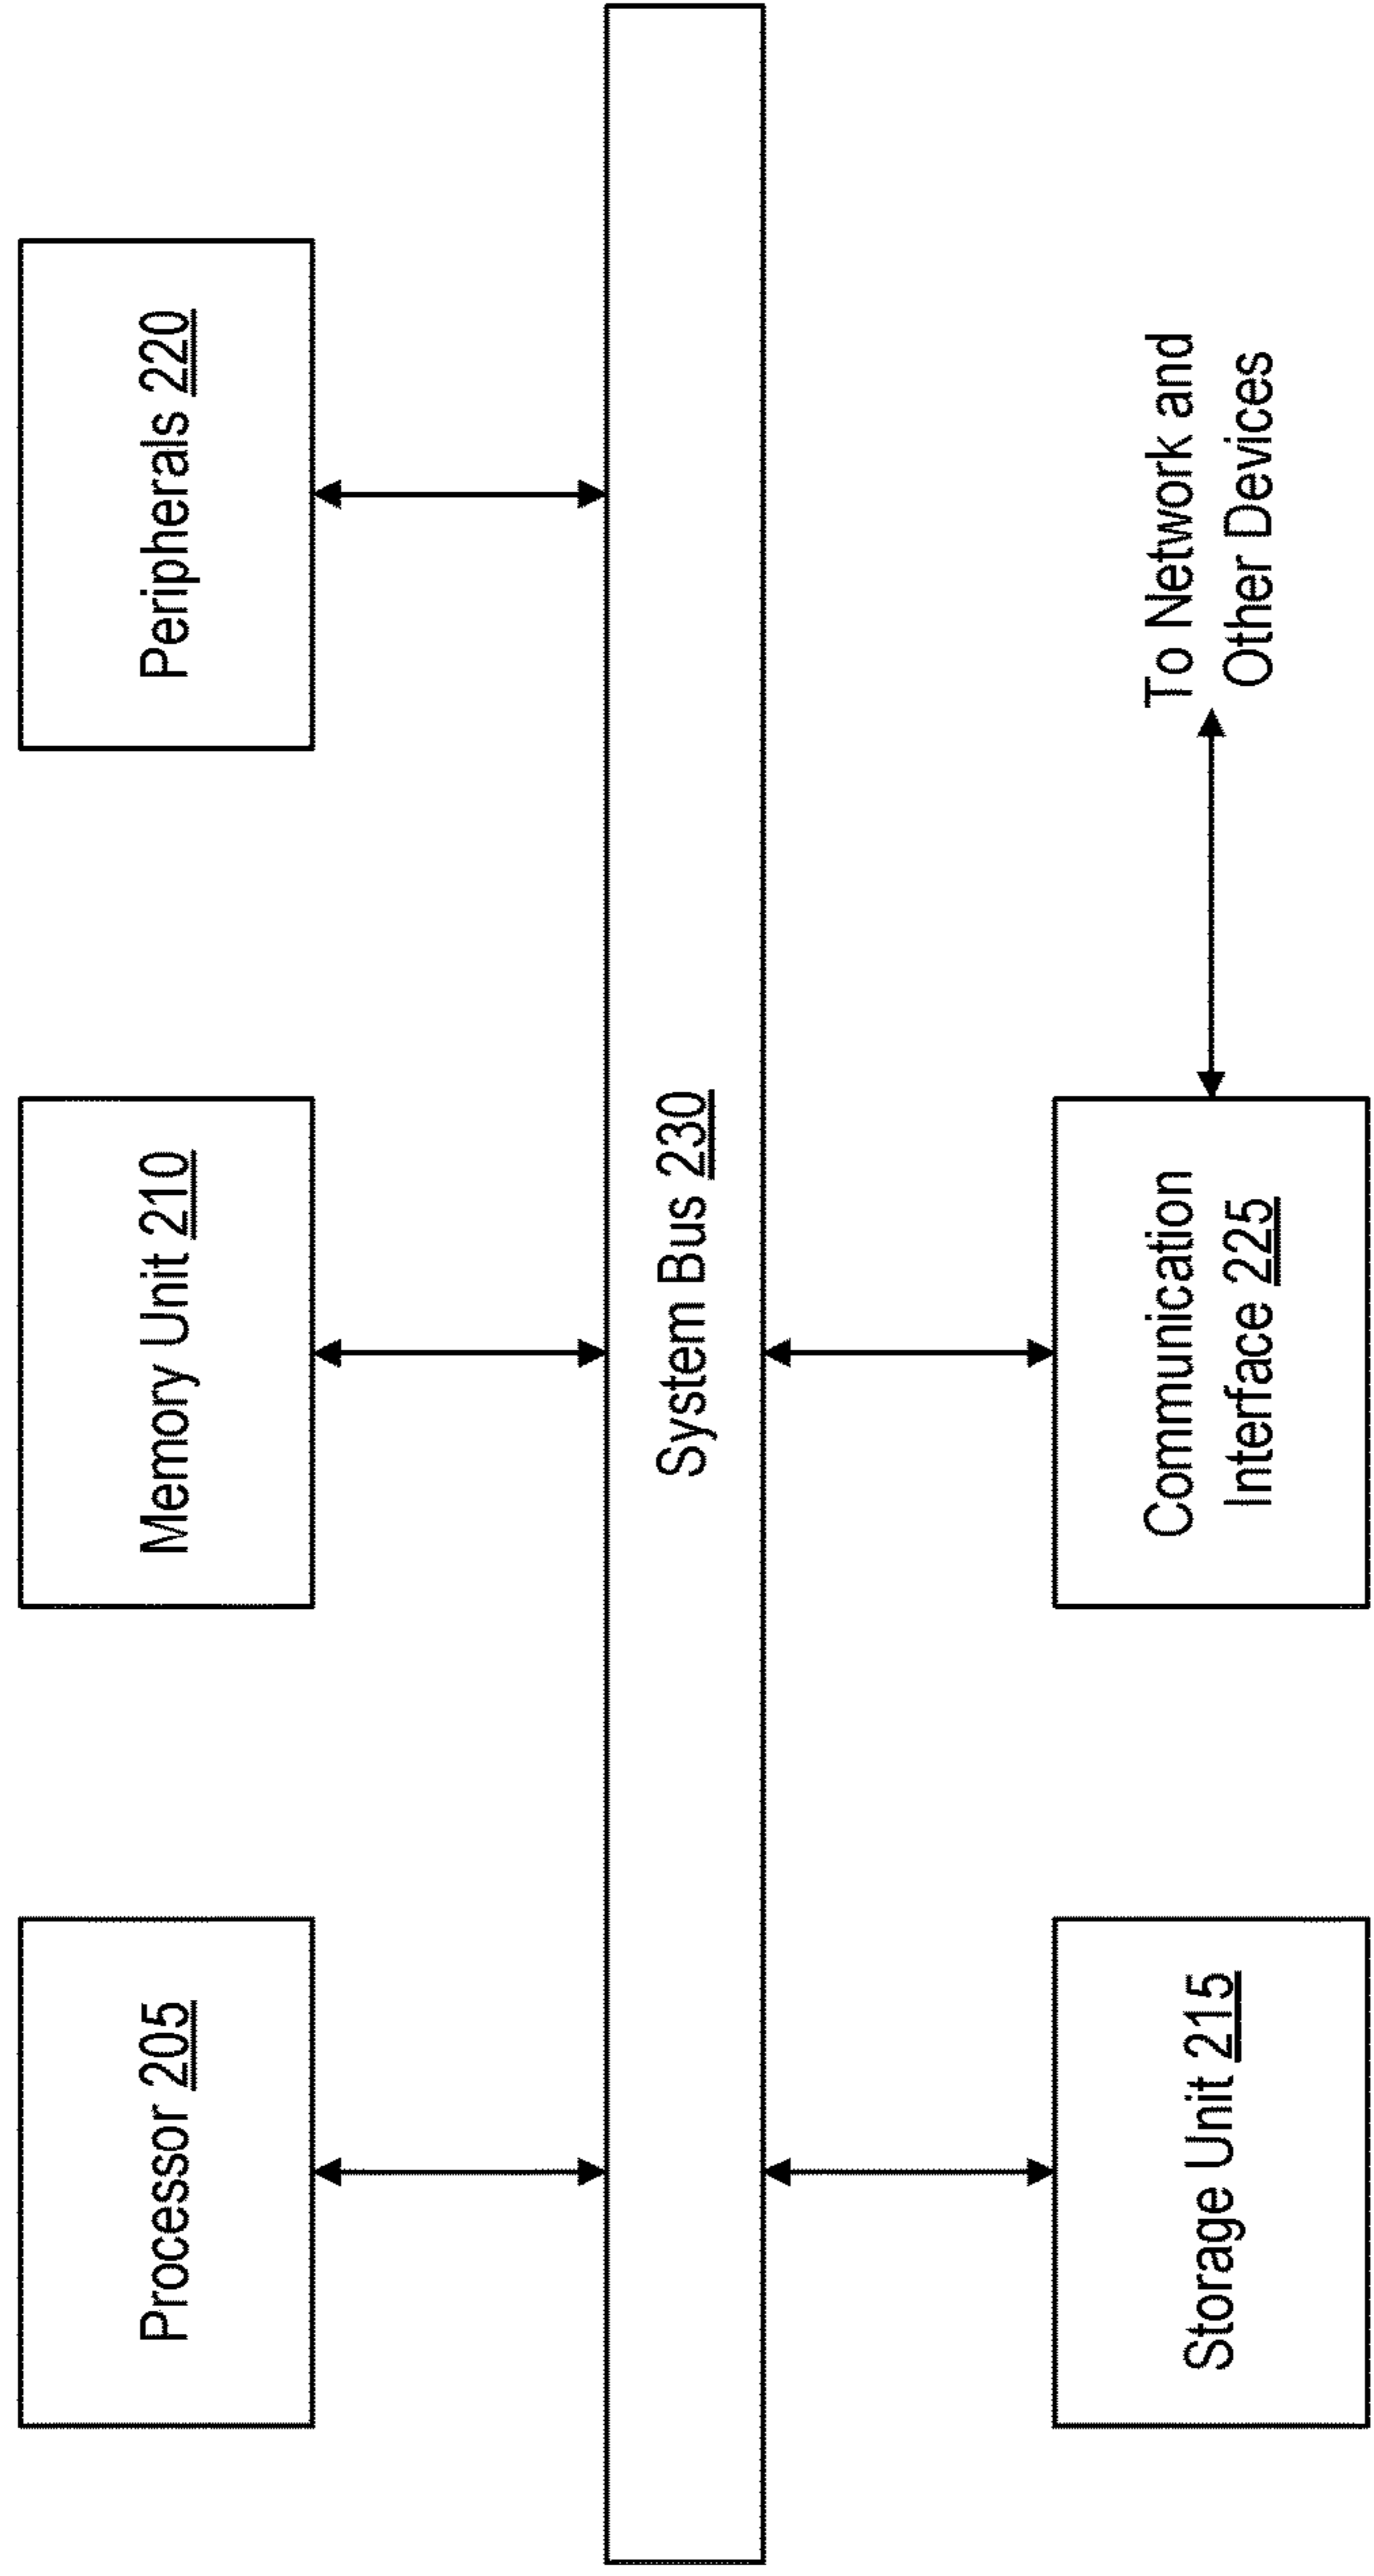 Processor 205
Memory Unit 210
Peripherals 220
System Bus 230
Storage Unit 215
Communication
Interface 225
To Network and
Other Devices